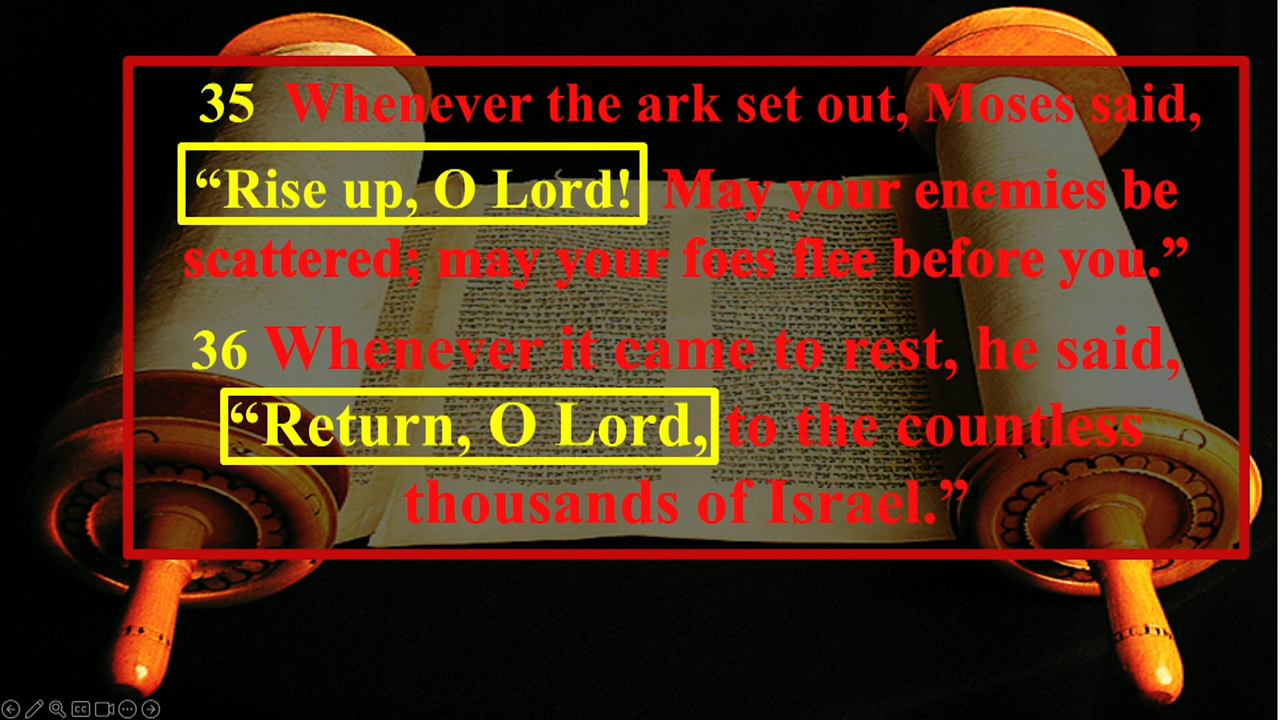 35 Whenever the ark set out, Moses said,
“Rise up, O Lord! May your enemies be
scattered; may your foes flee before you.”
36 Whenever it came to rest, he said,
“Return, O Lord, to the countless
thousands of Israel.”